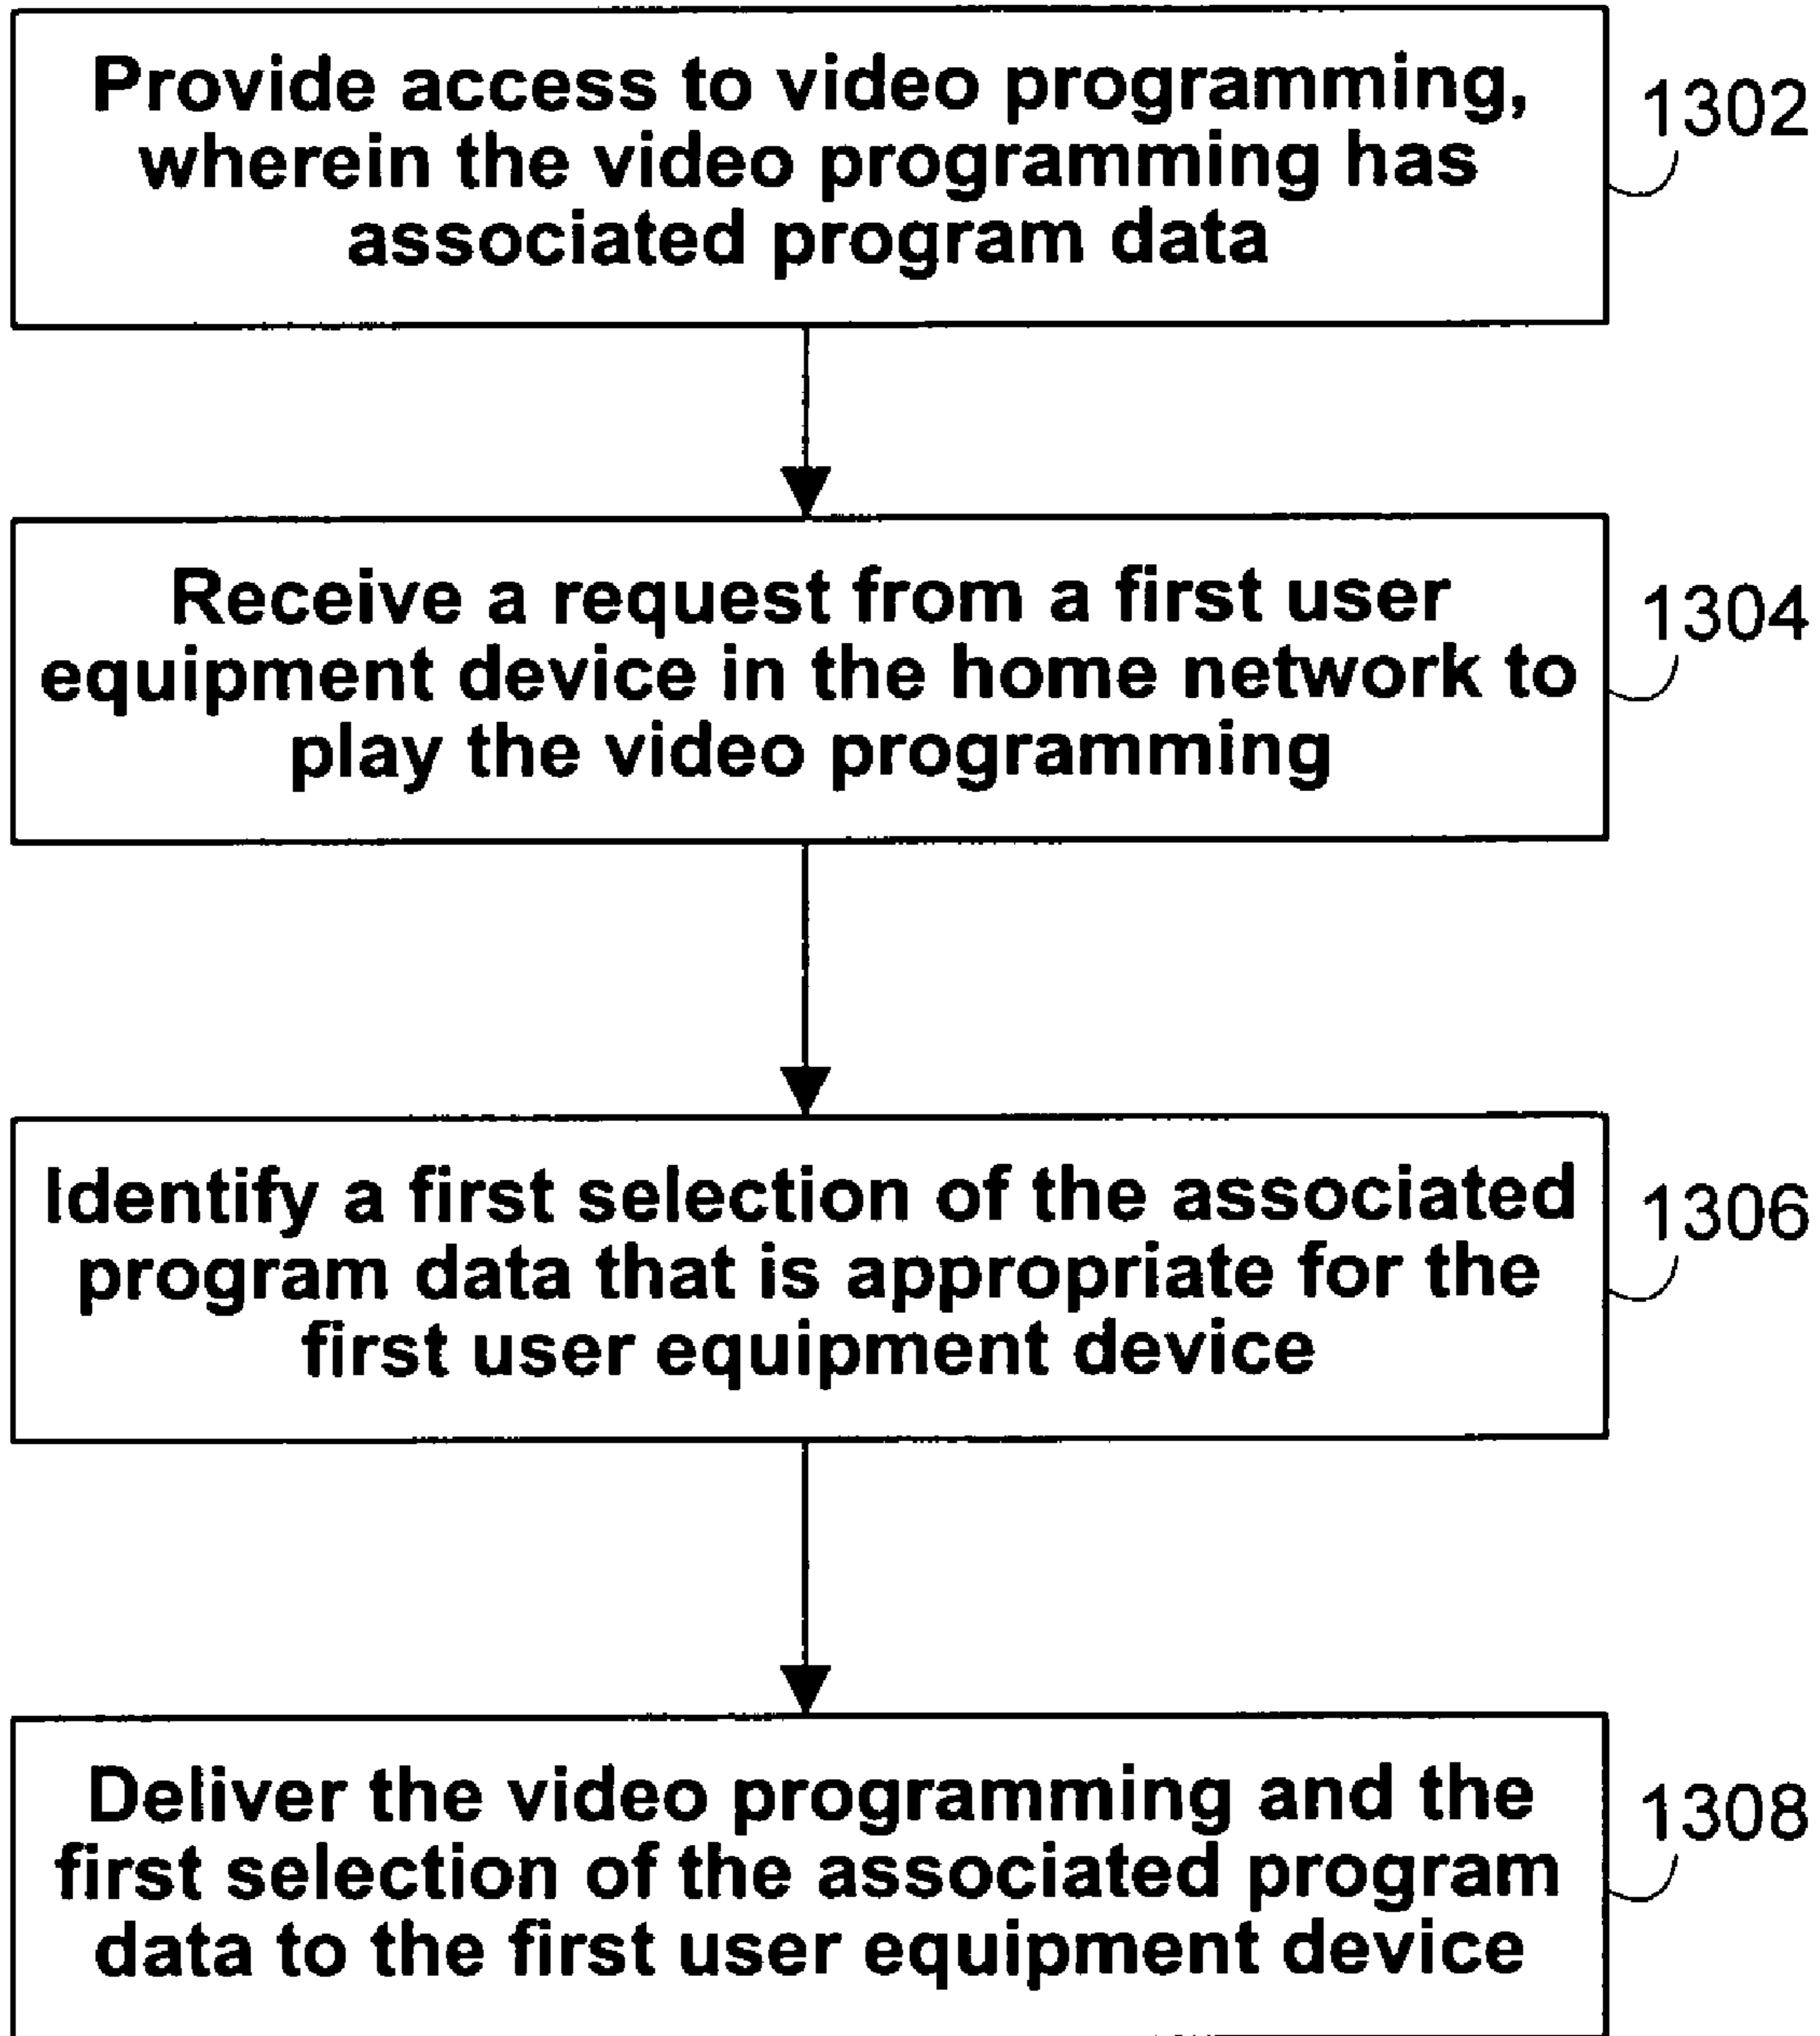 Provide access to video programming,
wherein the video programming has
associated program data
1302
Receive a request from a first user
equipment device in the home network to
play the video programming
1304
Identify a first selection of the associated
program data that is appropriate for the
first user equipment device
1306
Deliver the video programming and the
first selection of the associated program
data to the first user equipment device
1308